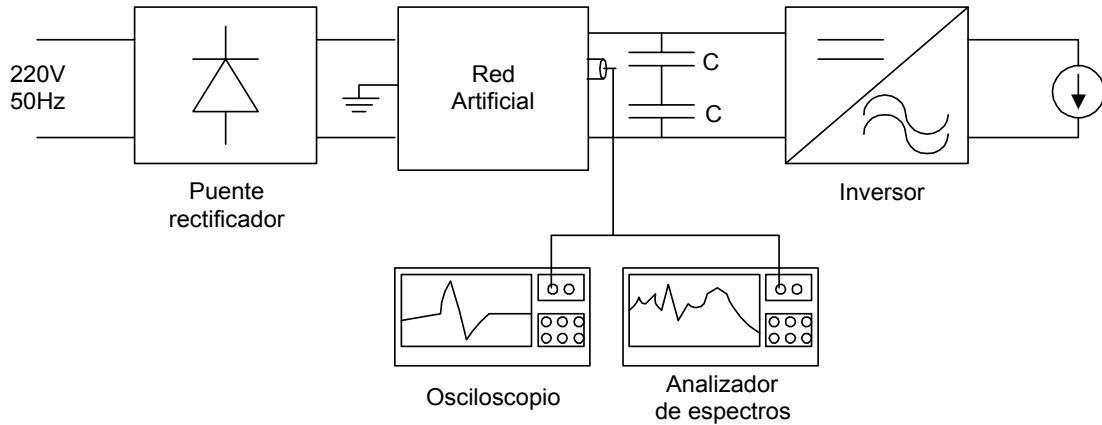 220V
50Hz
Puente
rectificador
Red
Artificial
C
C
Inversor
Osciloscopio
Analizador
de espectros